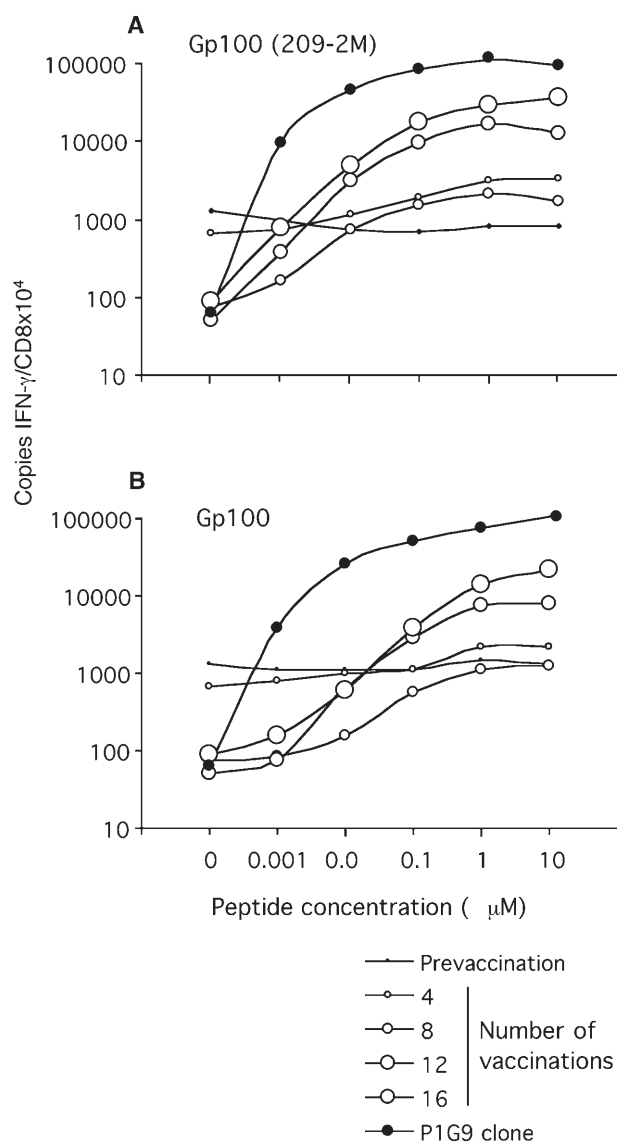 A
Gp100 (209-2M)
100000
10000
1000
100
10
Copies IFN-γ/CD8x10⁴
B
Gp100
100000
10000
1000
100
10
0 0.001 0.0 0.1 1 10
Peptide concentration ( μM)
Prevaccination
4
8
12
16
Number of
vaccinations
P1G9 clone